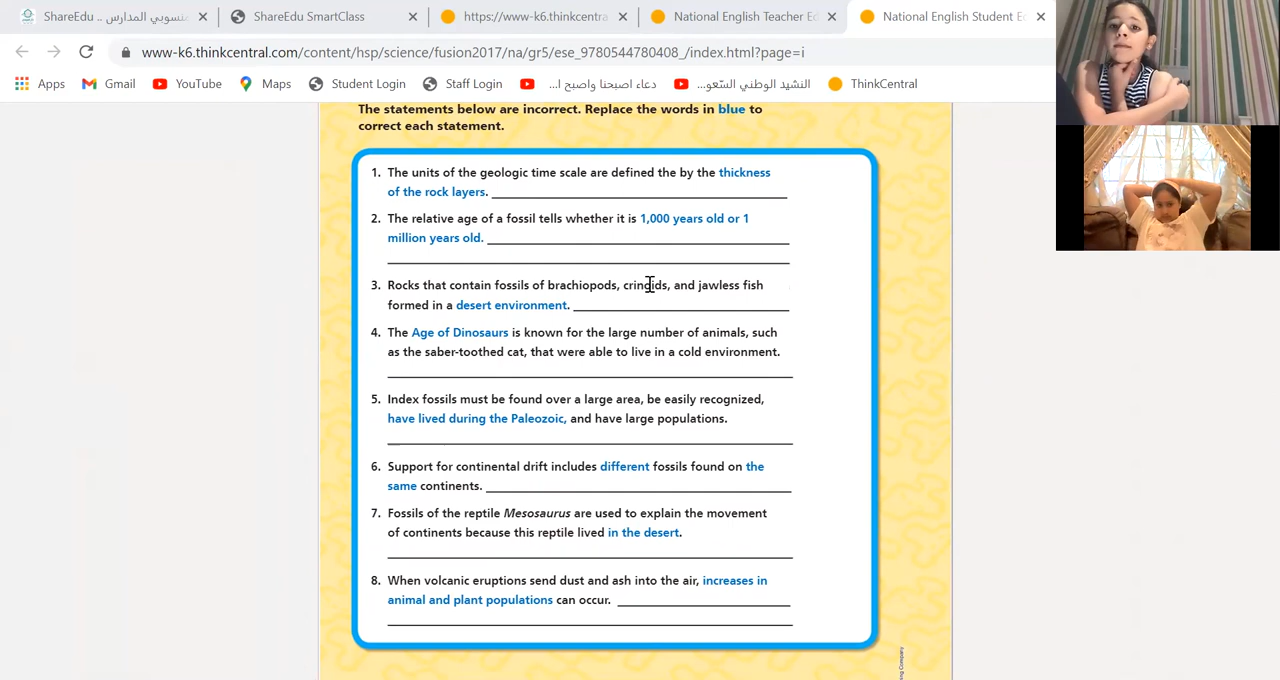 ShareEdu .. منسوبي المدارس
ShareEdu SmartClass
https://www-k6.thinkcentra
National English Teacher Ed
National English Student Ec
www-k6.thinkcentral.com/content/hsp/science/fusion2017/na/gr5/ese_9780544780408_/index.html?page=i
Apps
Gmail
YouTube
Maps
Student Login
Staff Login
دعاء اصبحنا واصبح ا...
النشيد الوطني السّعو...
ThinkCentral
The statements below are incorrect. Replace the words in blue to
correct each statement.
1. The units of the geologic time scale are defined the by the thickness
of the rock layers.
2. The relative age of a fossil tells whether it is 1,000 years old or 1
million years old.
3. Rocks that contain fossils of brachiopods, crinoids, and jawless fish
formed in a desert environment.
4. The Age of Dinosaurs is known for the large number of animals, such
as the saber-toothed cat, that were able to live in a cold environment.
5. Index fossils must be found over a large area, be easily recognized,
have lived during the Paleozoic, and have large populations.
6. Support for continental drift includes different fossils found on the
same continents.
7. Fossils of the reptile Mesosaurus are used to explain the movement
of continents because this reptile lived in the desert.
8. When volcanic eruptions send dust and ash into the air, increases in
animal and plant populations can occur.
ing Company